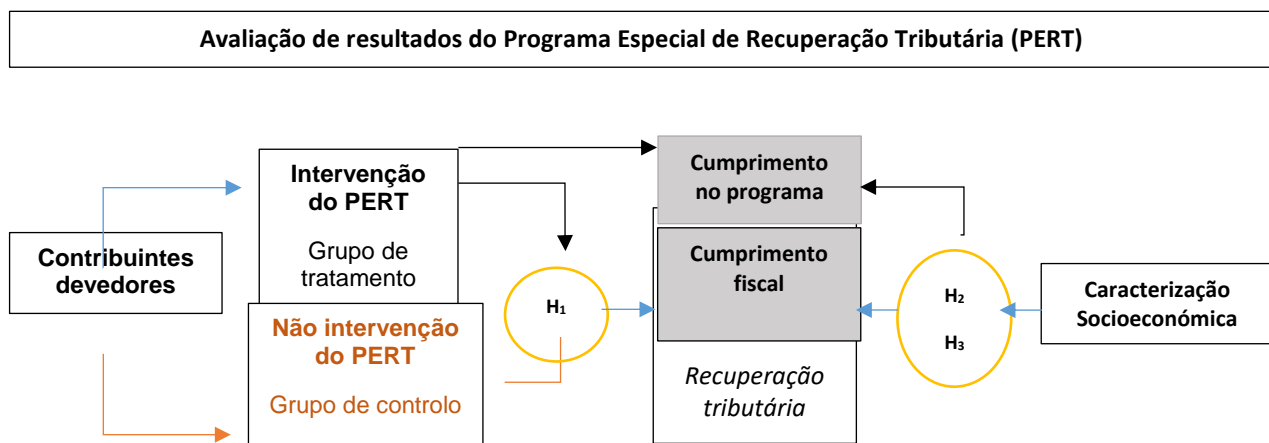 Avaliação de resultados do Programa Especial de Recuperação Tributária (PERT)
Contribuintes
devedores
Intervenção
do PERT
Grupo de
tratamento
Não intervenção
do PERT
Grupo de controlo
H1
Cumprimento
no programa
Cumprimento
fiscal
Recuperação
tributária
H2
H3
Caracterização
Socioeconómica